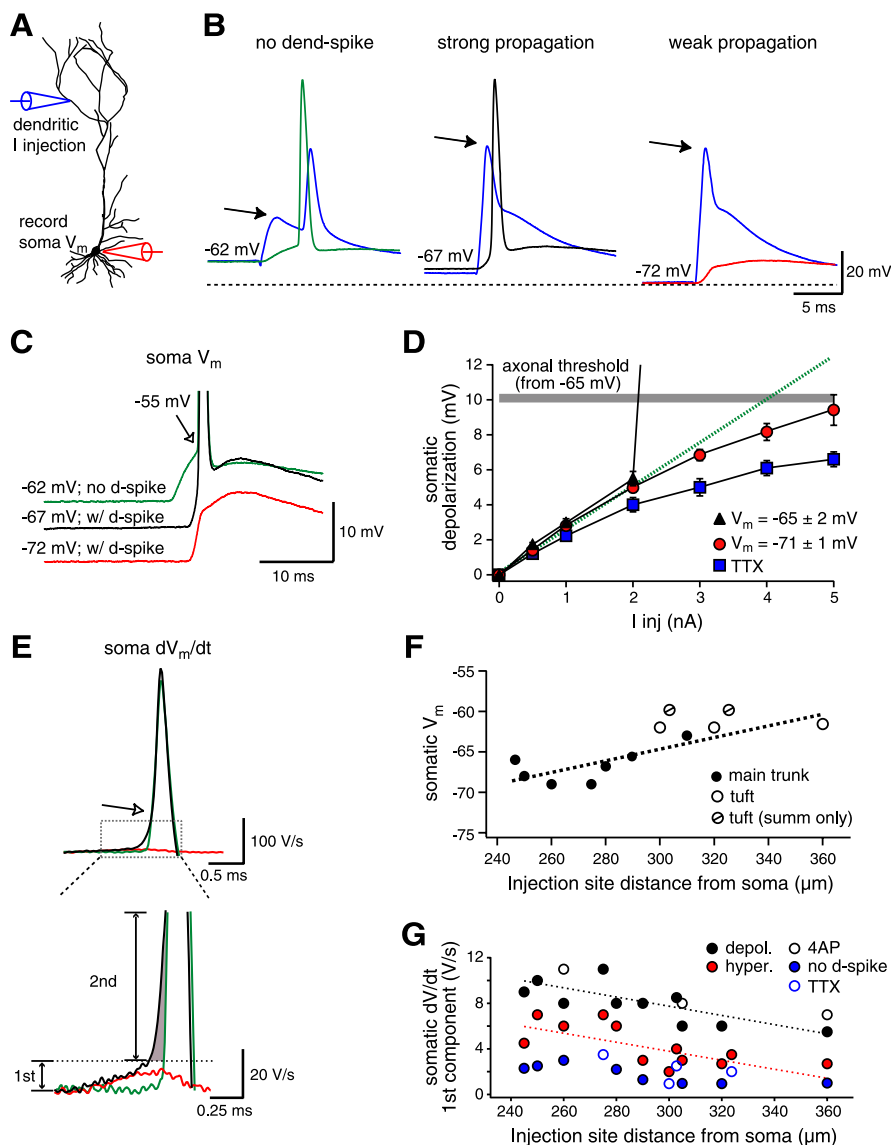 A
dendritic
I injection
record
soma Vm
B
no dend-spike
strong propagation
weak propagation
-62 mV
-67 mV
-72 mV
20 mV
5 ms
C
soma Vm
-55 mV
-62 mV; no d-spike
-67 mV; w/ d-spike
-72 mV; w/ d-spike
10 mV
10 ms
D
axonal threshold
(from -65 mV)
12
10
8
6
4
2
0
somatic
depolarization (mV)
Vm = -65 ± 2 mV
Vm = -71 ± 1 mV
TTX
0 1 2 3 4 5
I inj (nA)
E
soma dVm/dt
100 V/s
0.5 ms
2nd
1st
20 V/s
0.25 ms
F
-55
-60
-65
-70
-75
somatic Vm
main trunk
tuft
tuft (summ only)
240 260 280 300 320 340 360
Injection site distance from soma (µm)
G
depol. 4AP
hyper. no d-spike
TTX
12
8
4
0
somatic dV/dt
1st component (V/s)
240 260 280 300 320 340 360
Injection site distance from soma (µm)